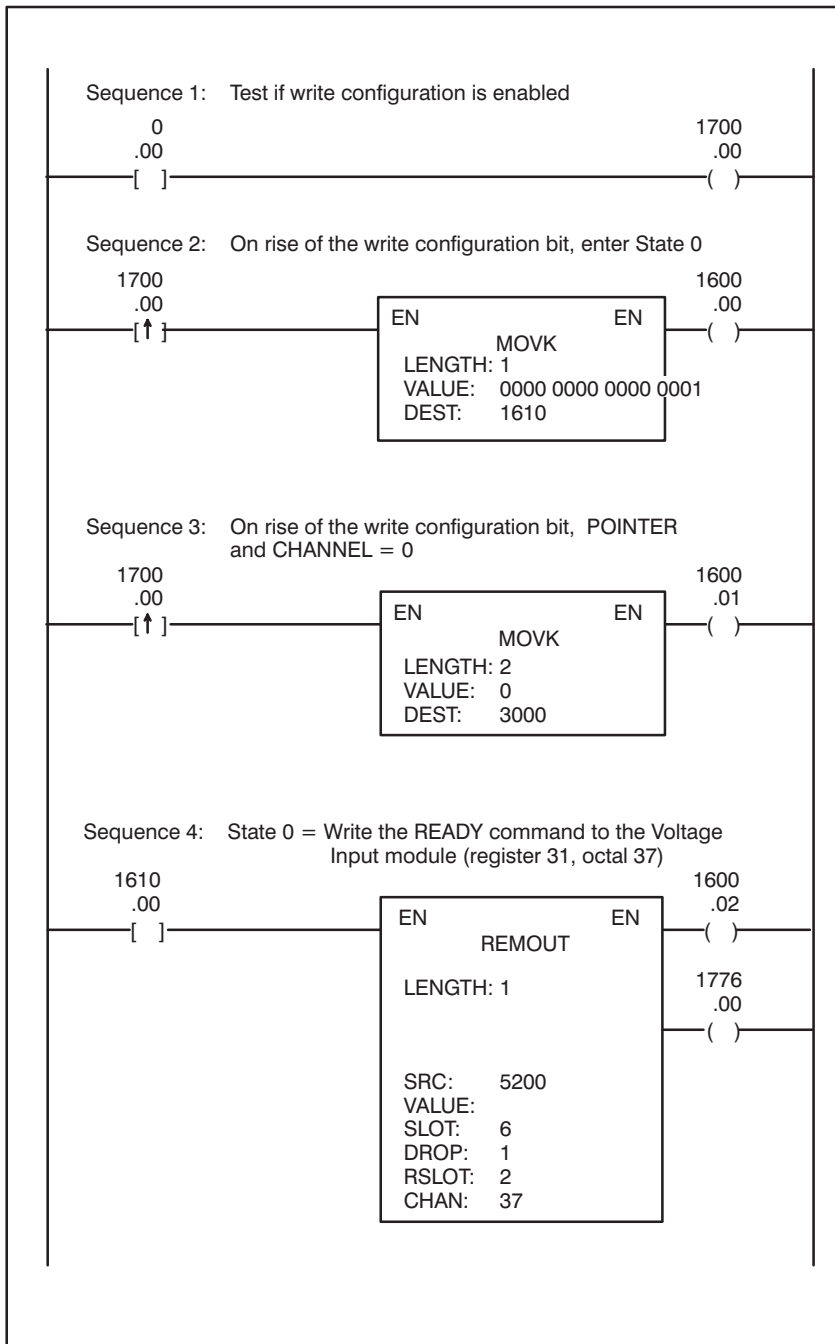 Sequence 1: Test if write configuration is enabled
0 1700
.00 .00
[ ] ( )
Sequence 2: On rise of the write configuration bit, enter State 0
1700 1600
.00 .00
[↑] ( )
EN EN
MOVK
LENGTH: 1
VALUE: 0000 0000 0000 0001
DEST: 1610
Sequence 3: On rise of the write configuration bit, POINTER
and CHANNEL = 0
1700 1600
.00 .01
[↑] ( )
EN EN
MOVK
LENGTH: 2
VALUE: 0
DEST: 3000
Sequence 4: State 0 = Write the READY command to the Voltage
Input module (register 31, octal 37)
1610 1600
.00 .02
[ ] ( )
EN EN
REMOUT
LENGTH: 1
1776
.00
( )
SRC: 5200
VALUE:
SLOT: 6
DROP: 1
RSLOT: 2
CHAN: 37